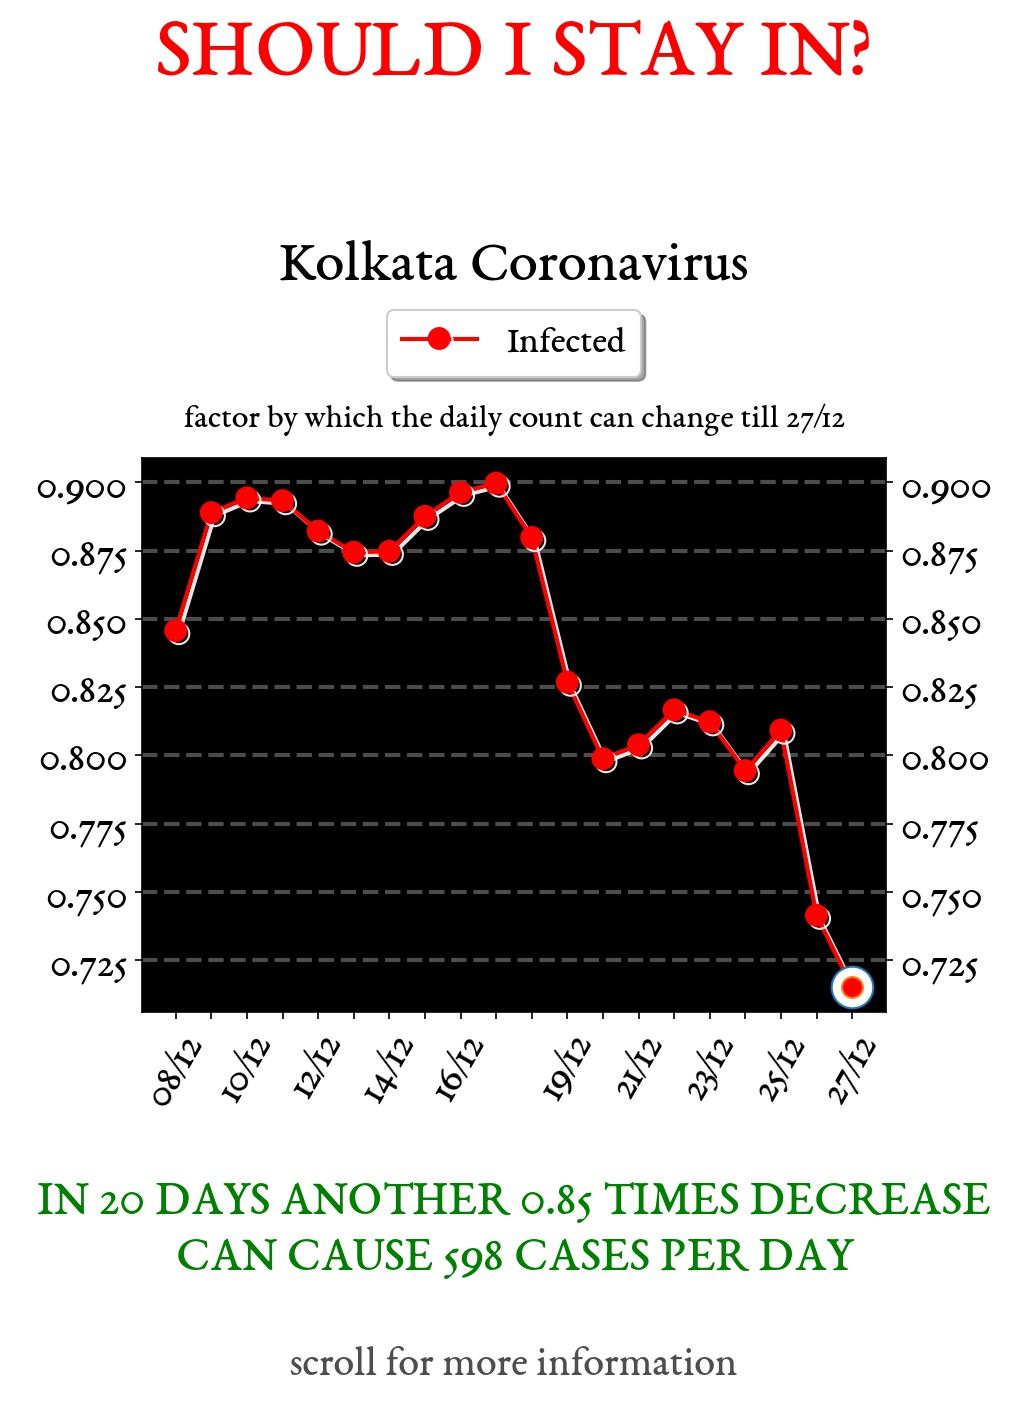 SHOULD I STAY IN?
Kolkata Coronavirus
Infected
factor by which the daily count can change till 27/12
0.900 0.900
0.875 0.875
0.850 0.850
0.825 0.825
0.800 0.800
0.775 0.775
0.750 0.750
0.725 0.725
08/12 10/12 12/12 14/12 16/12 19/12 21/12 23/12 25/12 27/12
IN 20 DAYS ANOTHER 0.85 TIMES DECREASE
CAN CAUSE 598 CASES PER DAY
scroll for more information